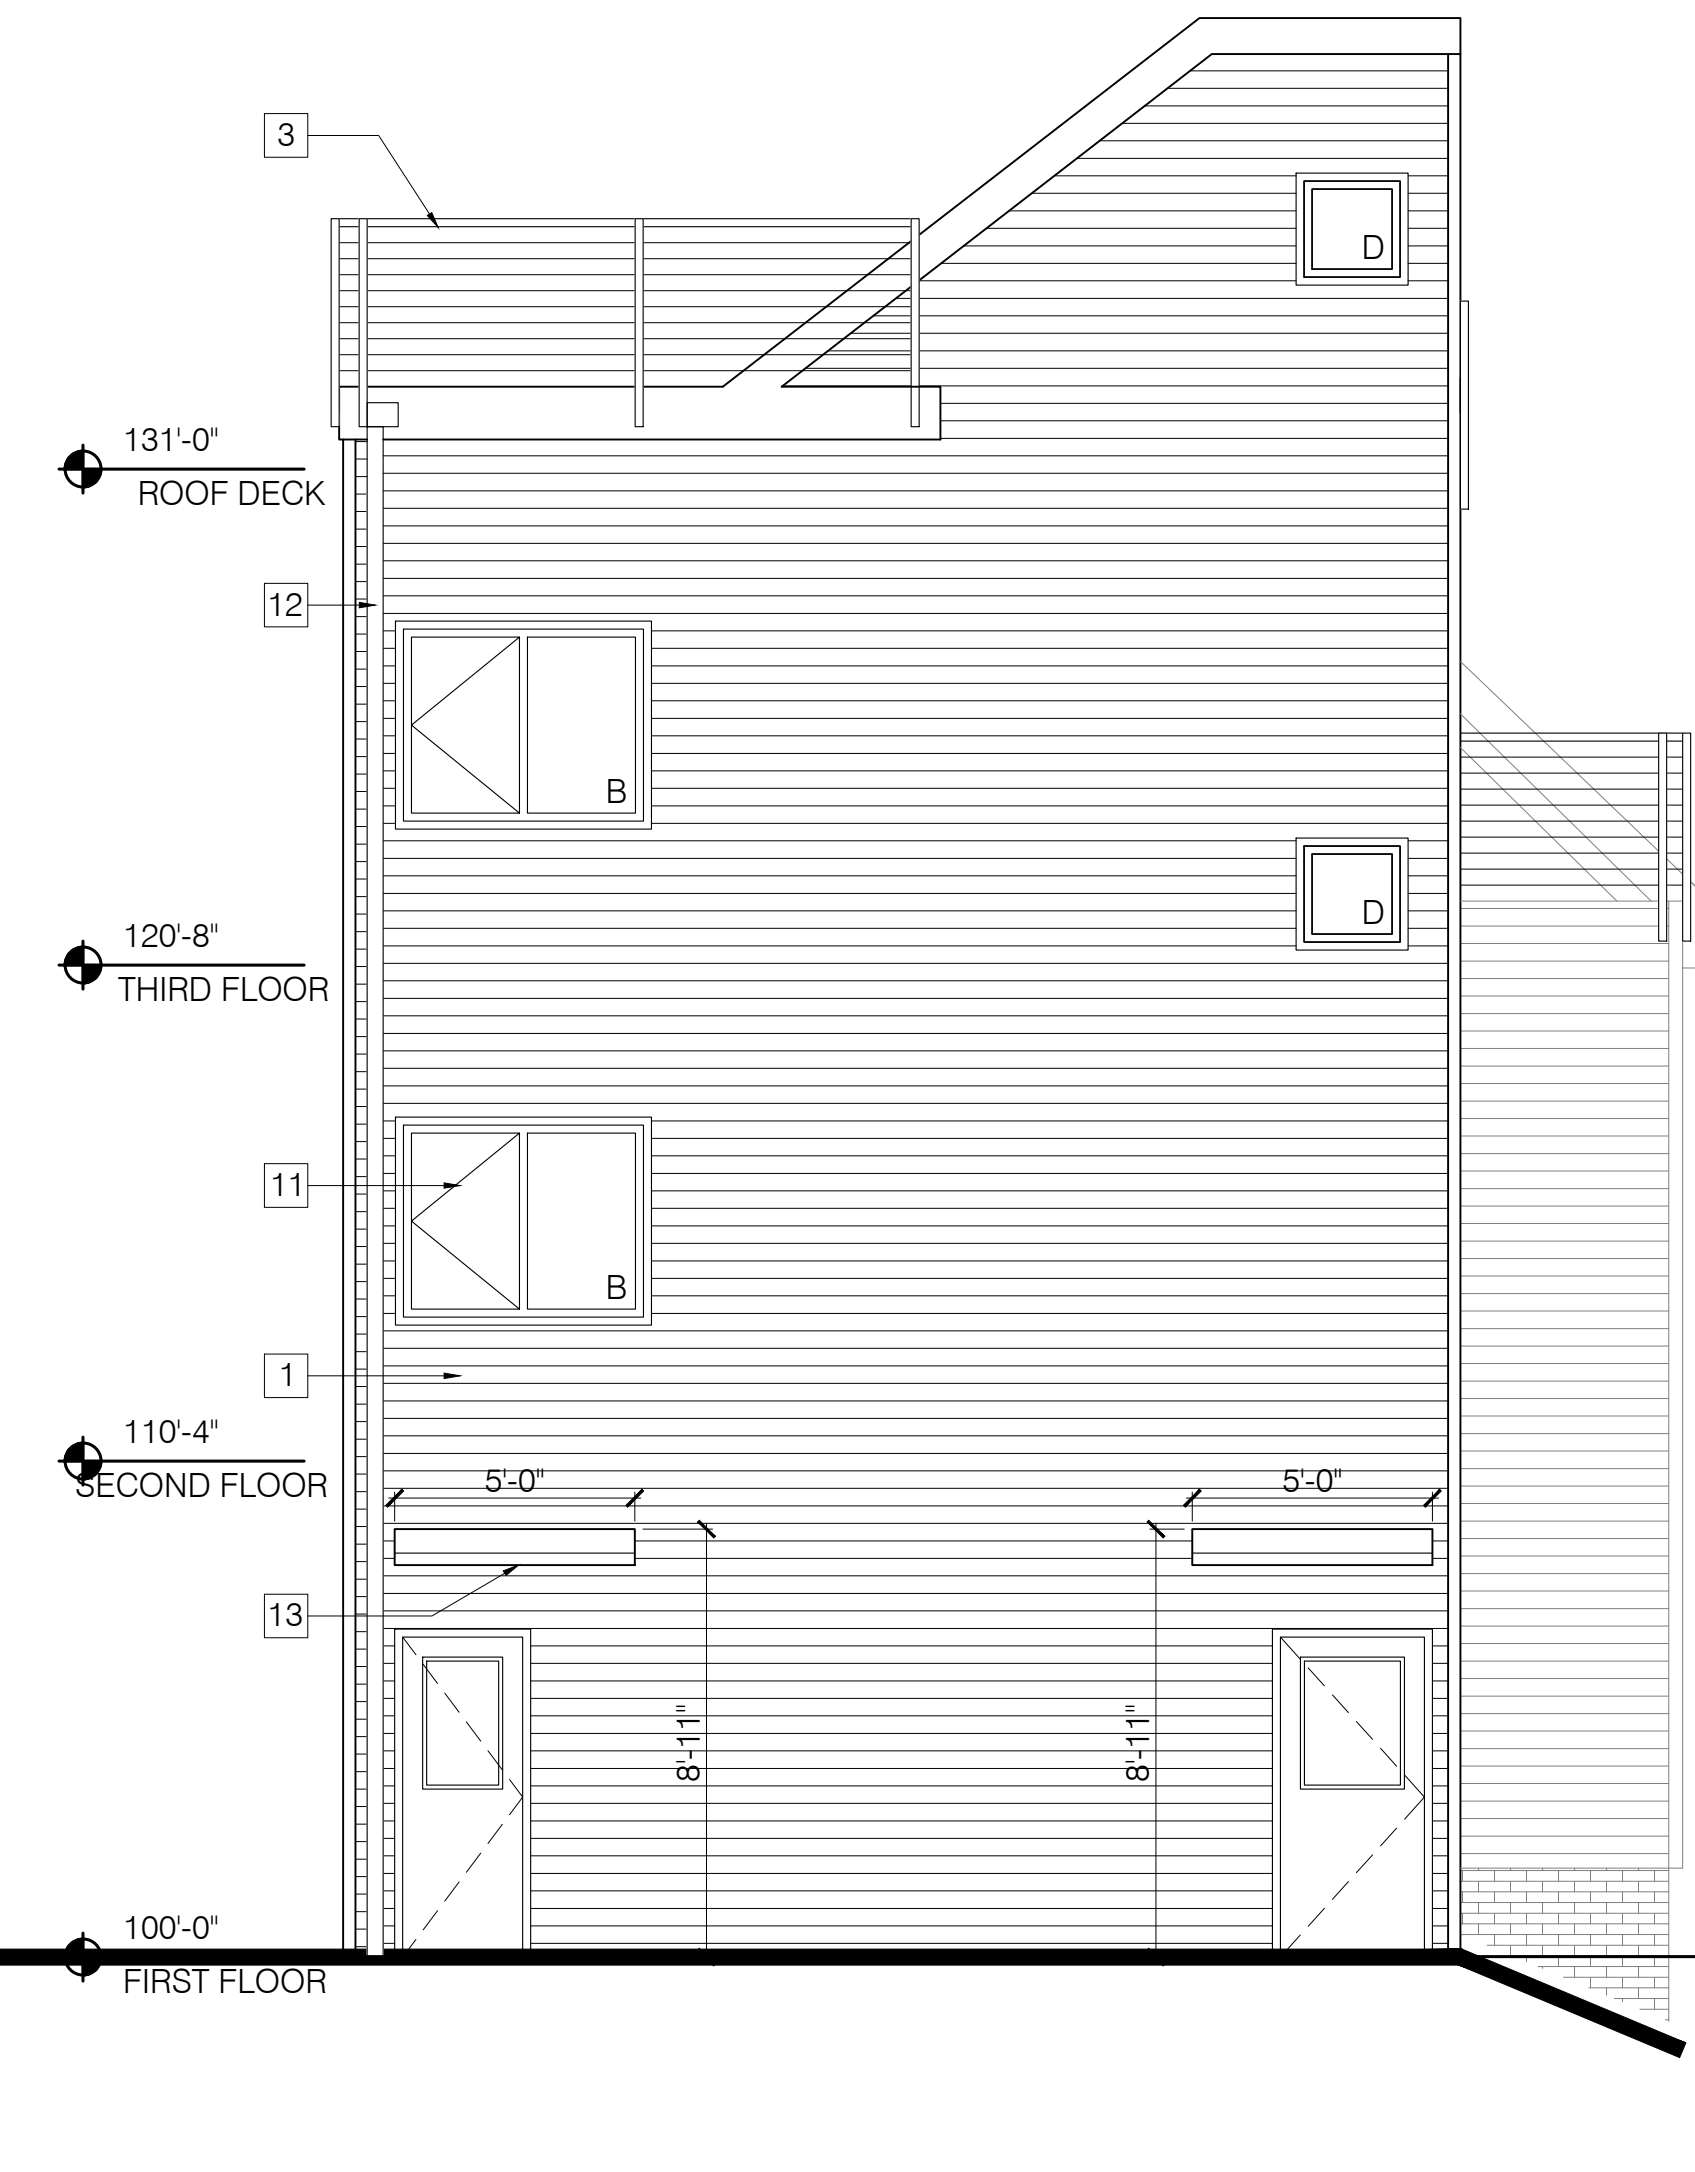 3
D
131'-0"
ROOF DECK
12
B
D
120'-8"
THIRD FLOOR
11
B
1
110'-4"
SECOND FLOOR
5'-0"
5'-0"
13
8'-11"
8'-11"
100'-0"
FIRST FLOOR